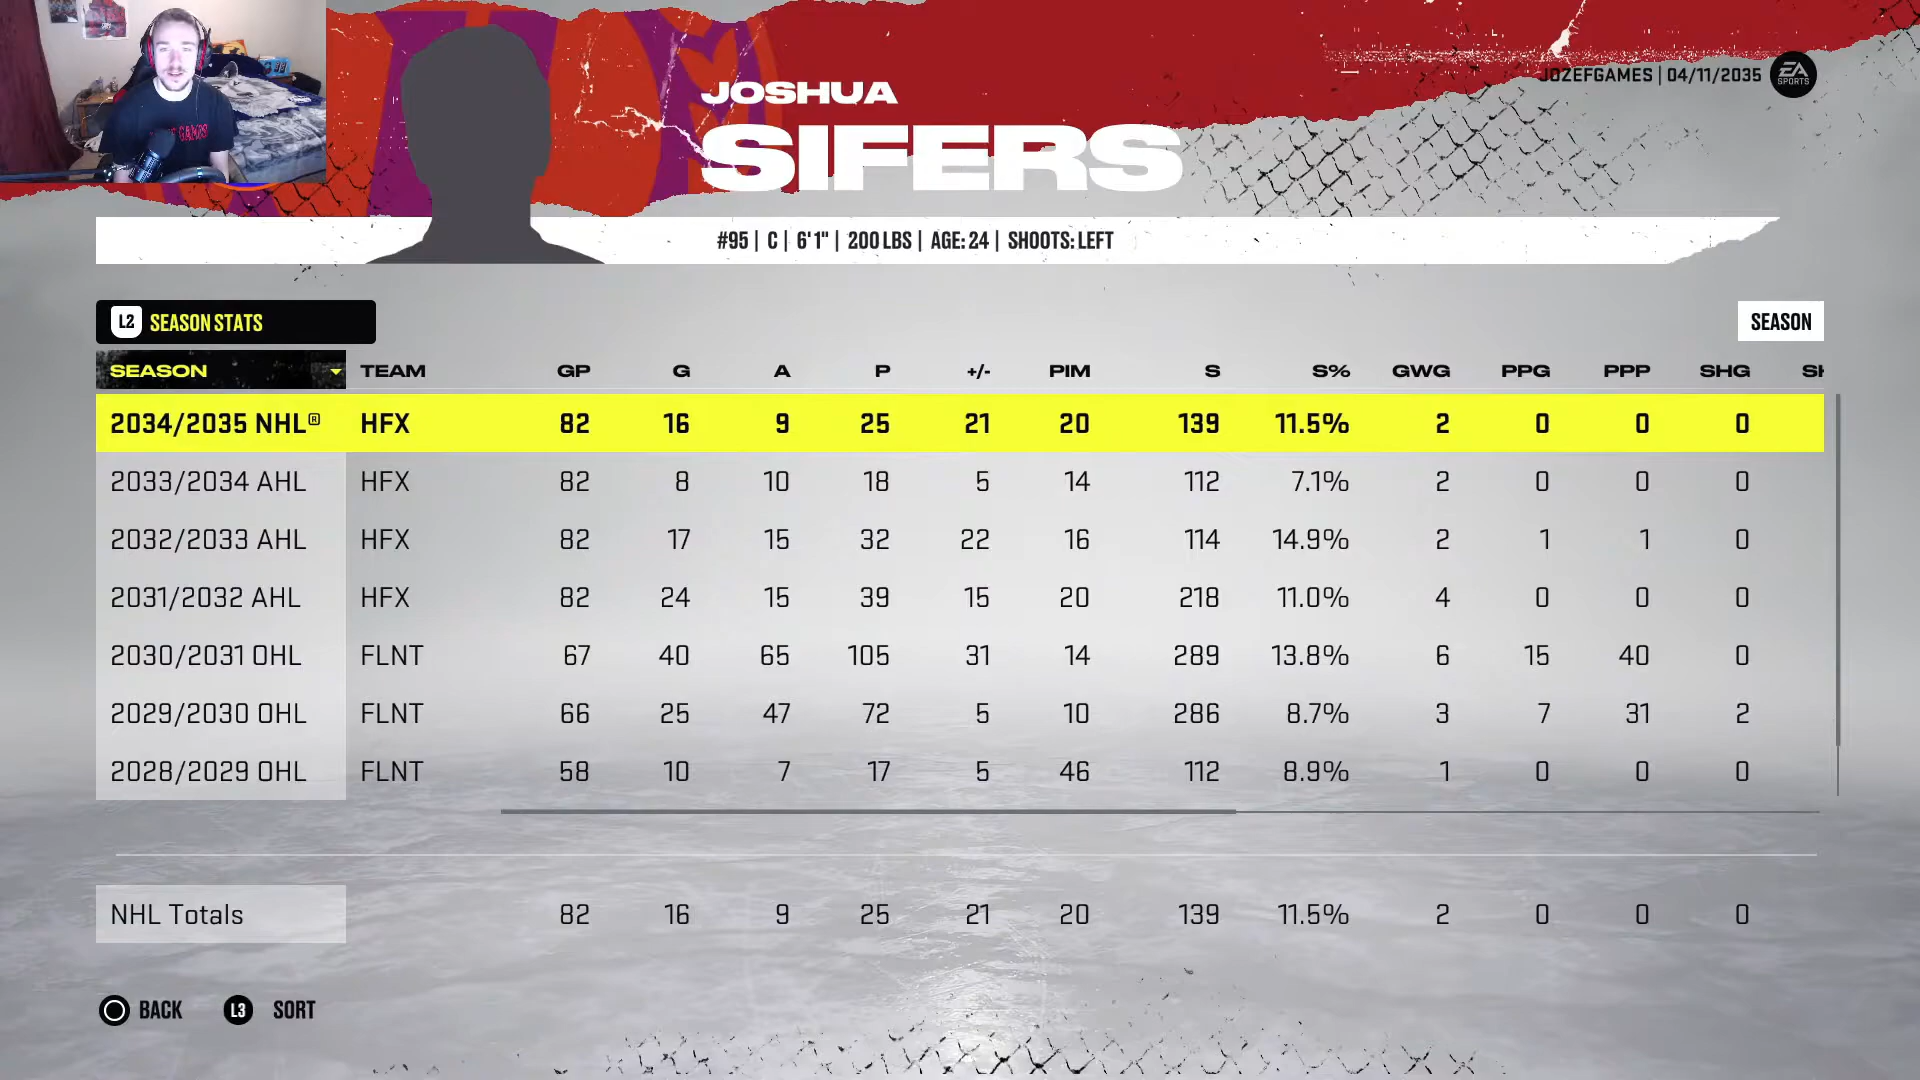 JOSHUA
SIFERS
JOZEFGAMES | 04/11/2035
EA
SPORTS
#95 | C | 6'1" | 200 LBS | AGE: 24 | SHOOTS: LEFT
L2 SEASON STATS
SEASON
SEASON TEAM GP G A P +/- PIM S S% GWG PPG PPP SHG
2034/2035 NHL® HFX 82 16 9 25 21 20 139 11.5% 2 0 0 0
2033/2034 AHL HFX 82 8 10 18 5 14 112 7.1% 2 0 0 0
2032/2033 AHL HFX 82 17 15 32 22 16 114 14.9% 2 1 1 0
2031/2032 AHL HFX 82 24 15 39 15 20 218 11.0% 4 0 0 0
2030/2031 OHL FLNT 67 40 65 105 31 14 289 13.8% 6 15 40 0
2029/2030 OHL FLNT 66 25 47 72 5 10 286 8.7% 3 7 31 2
2028/2029 OHL FLNT 58 10 7 17 5 46 112 8.9% 1 0 0 0
NHL Totals 82 16 9 25 21 20 139 11.5% 2 0 0 0
BACK L3 SORT